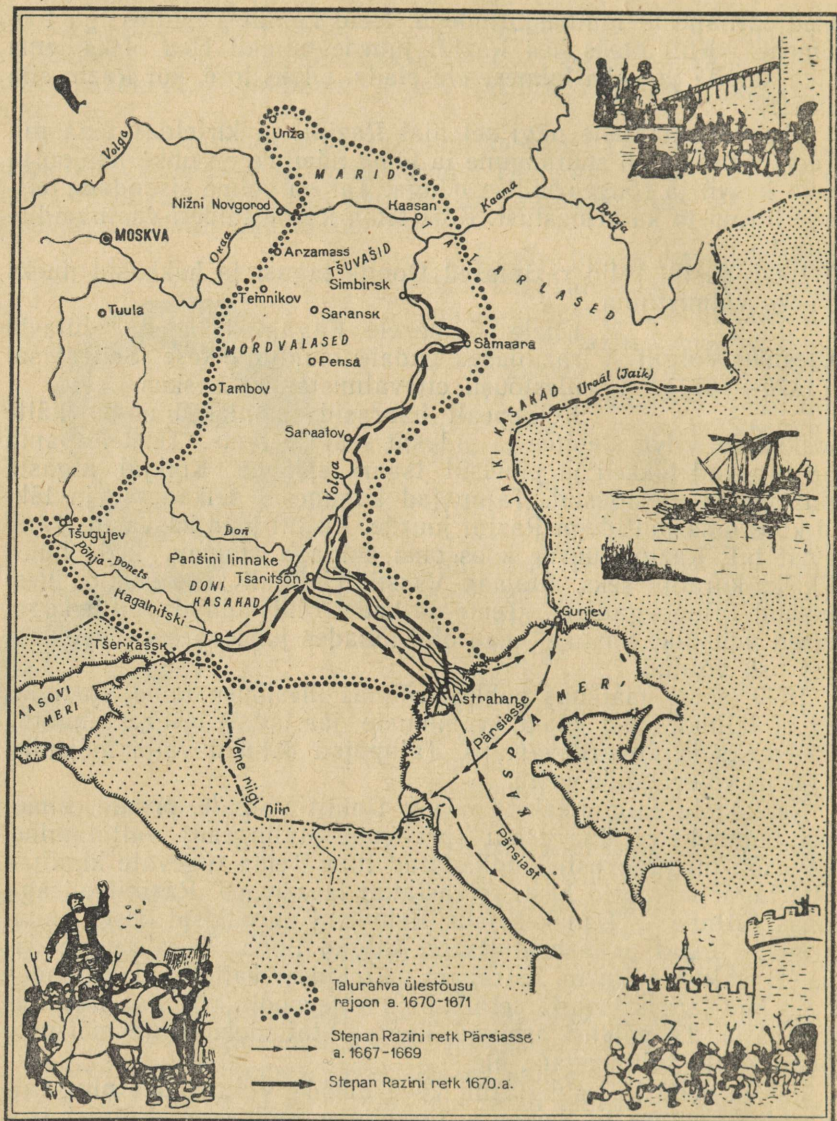 Unža
Volga
MARID
Nižni Novgorod
Kaasan
Kaama
Belaja
MOSKVA
Okaa
Arzamass
TŠUVAŠID
TATARLASED
Simbirsk
Temnikov
Tuula
Saransk
MORDVALASED
Samaara
Pensa
Tambov
JAIKI KASAKAD
Uraal (Jaik)
Saraatov
Volga
Don
Tšugujev
Põhja-Donets
Panšini linnake
Tsaritsõn
DONI
KASAKAD
Kagalnitski
Gurjev
Tšerkassk
AASOVI
MERI
Astrahane
KASPIA MERI
Pärsiasse
Pärsiast
Vene riigi piir
Talurahva ülestõusu
rajoon a. 1670-1671
Stepan Razini retk Pärsiasse
a. 1667-1669
Stepan Razini retk 1670.a.